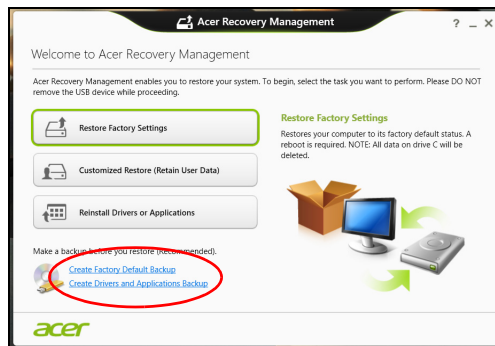 Acer Recovery Management
? _ X
Welcome to Acer Recovery Management
Acer Recovery Management enables you to restore your system. To begin, select the task you want to perform. Please DO NOT
remove the USB device while proceeding.
Restore Factory Settings
Customized Restore (Retain User Data)
Reinstall Drivers or Applications
Restore Factory Settings
Restores your computer to its factory default status. A
reboot is required. NOTE: All data on drive C will be
deleted.
Make a backup before you restore (Recommended).
Create Factory Default Backup
Create Drivers and Applications Backup
acer